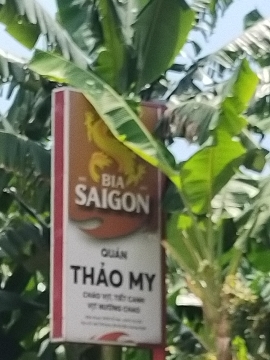 BIA
SAIGON
QUÁN
THẢO MY
CHÁO VỊT, TIẾT CANH
VỊT NƯỚNG CHAO